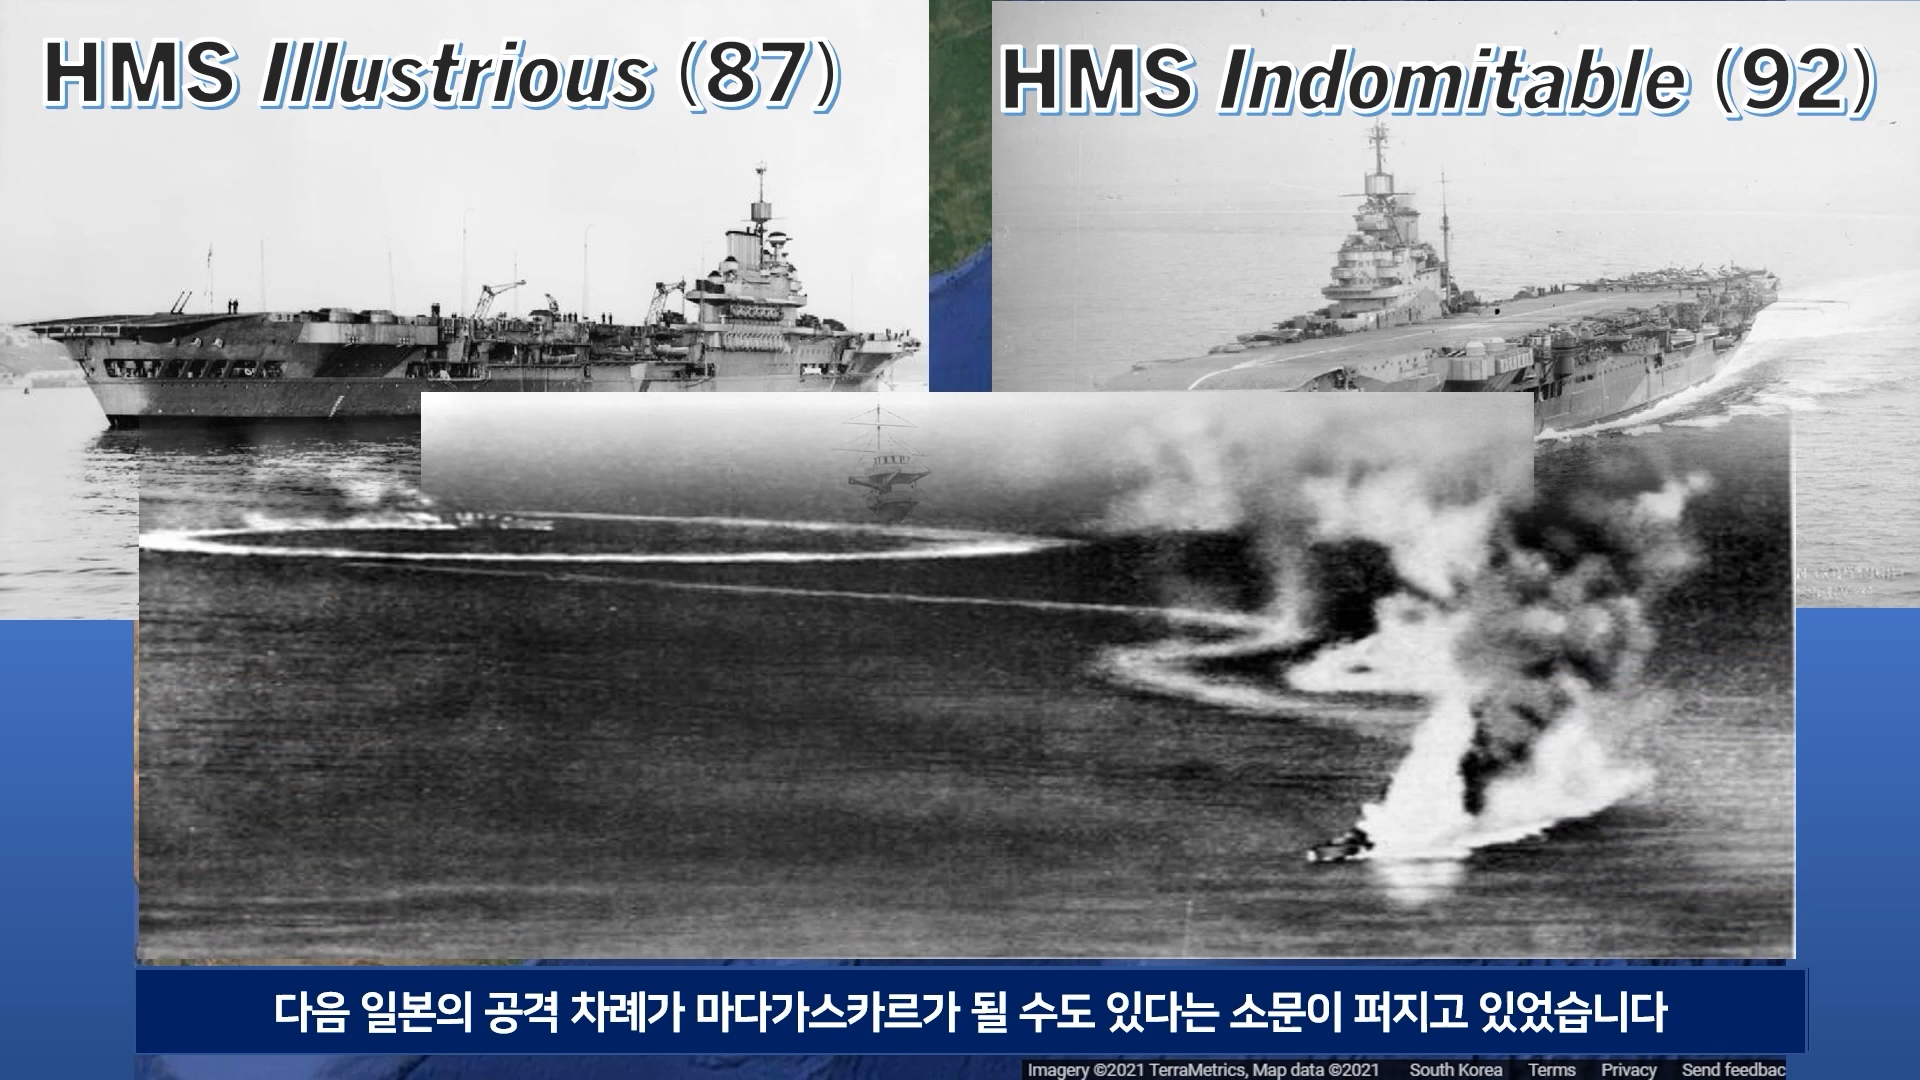 HMS Illustrious (87)
HMS Indomitable (92)
다음 일본의 공격 차례가 마다가스카르가 될 수도 있다는 소문이 퍼지고 있었습니다
Imagery ©2021 TerraMetrics, Map data ©2021 South Korea Terms Privacy Send feedbac